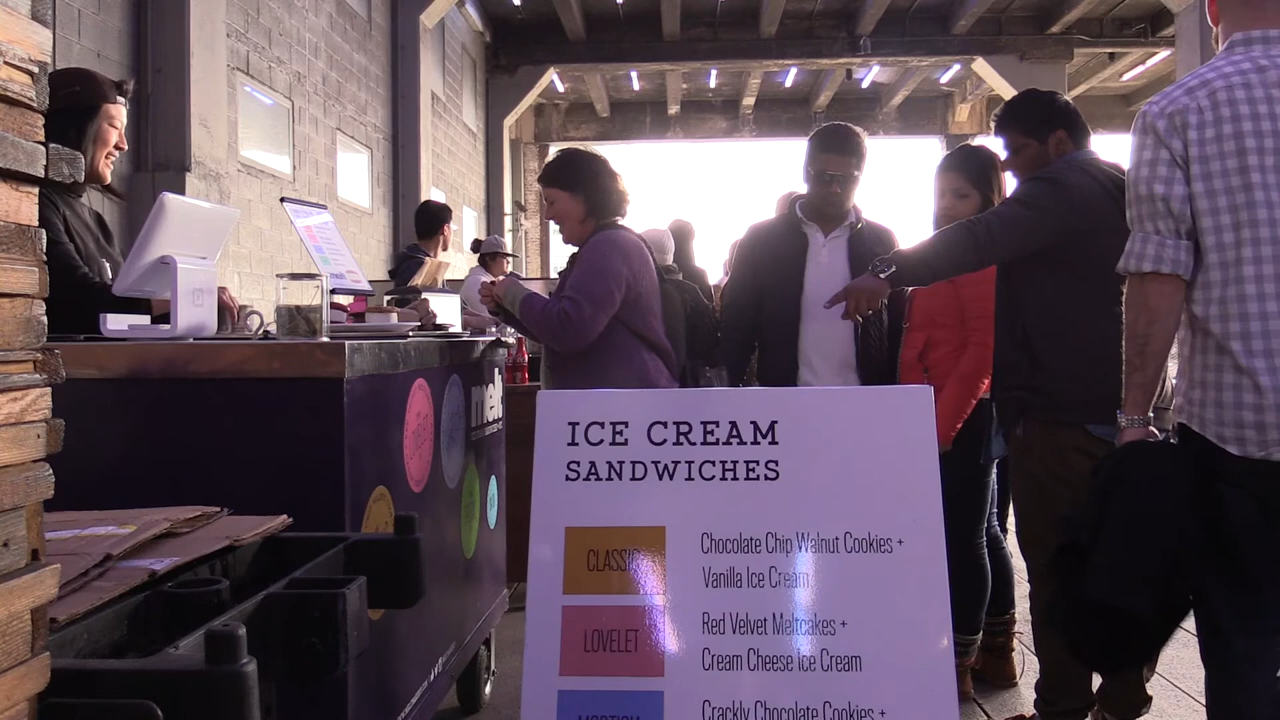 melt
ICE CREAM
SANDWICHES
CLASSIC
Chocolate Chip Walnut Cookies +
Vanilla Ice Cream
LOVELET
Red Velvet Meltcakes +
Cream Cheese Ice Cream
MORTICIA
Crackly Chocolate Cookies +